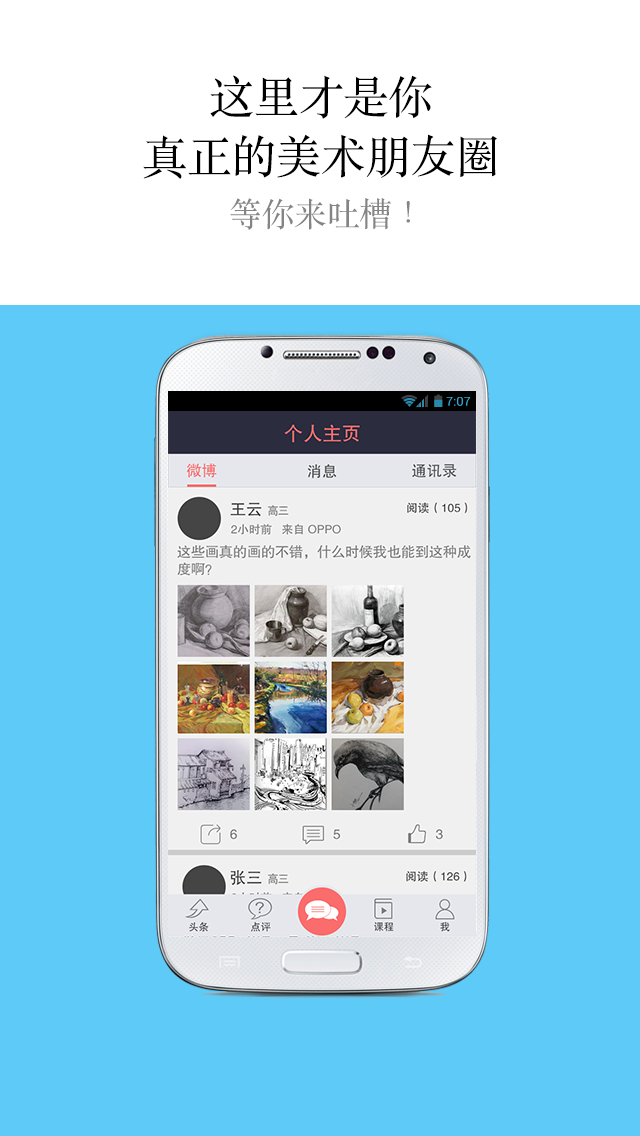 这里才是你
真正的美术朋友圈
等你来吐槽！
7:07
个人主页
微博 消息 通讯录
王云 高三 阅读（105）
2小时前 来自 OPPO
这些画真的画的不错，什么时候我也能到这种成
度啊?
6 5 3
张三 高三 阅读（126）
头条 点评 课程 我